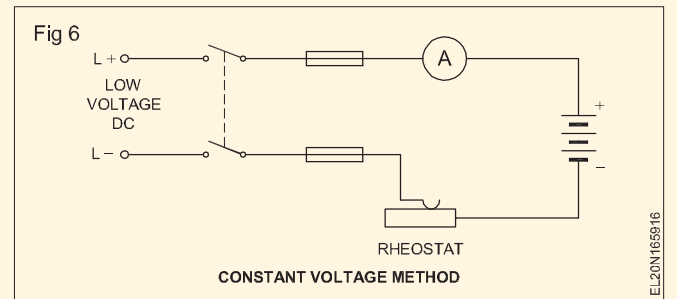 Fig 6
L +
A
LOW
VOLTAGE
DC
+
L –
–
RHEOSTAT
CONSTANT VOLTAGE METHOD
EL20N165916